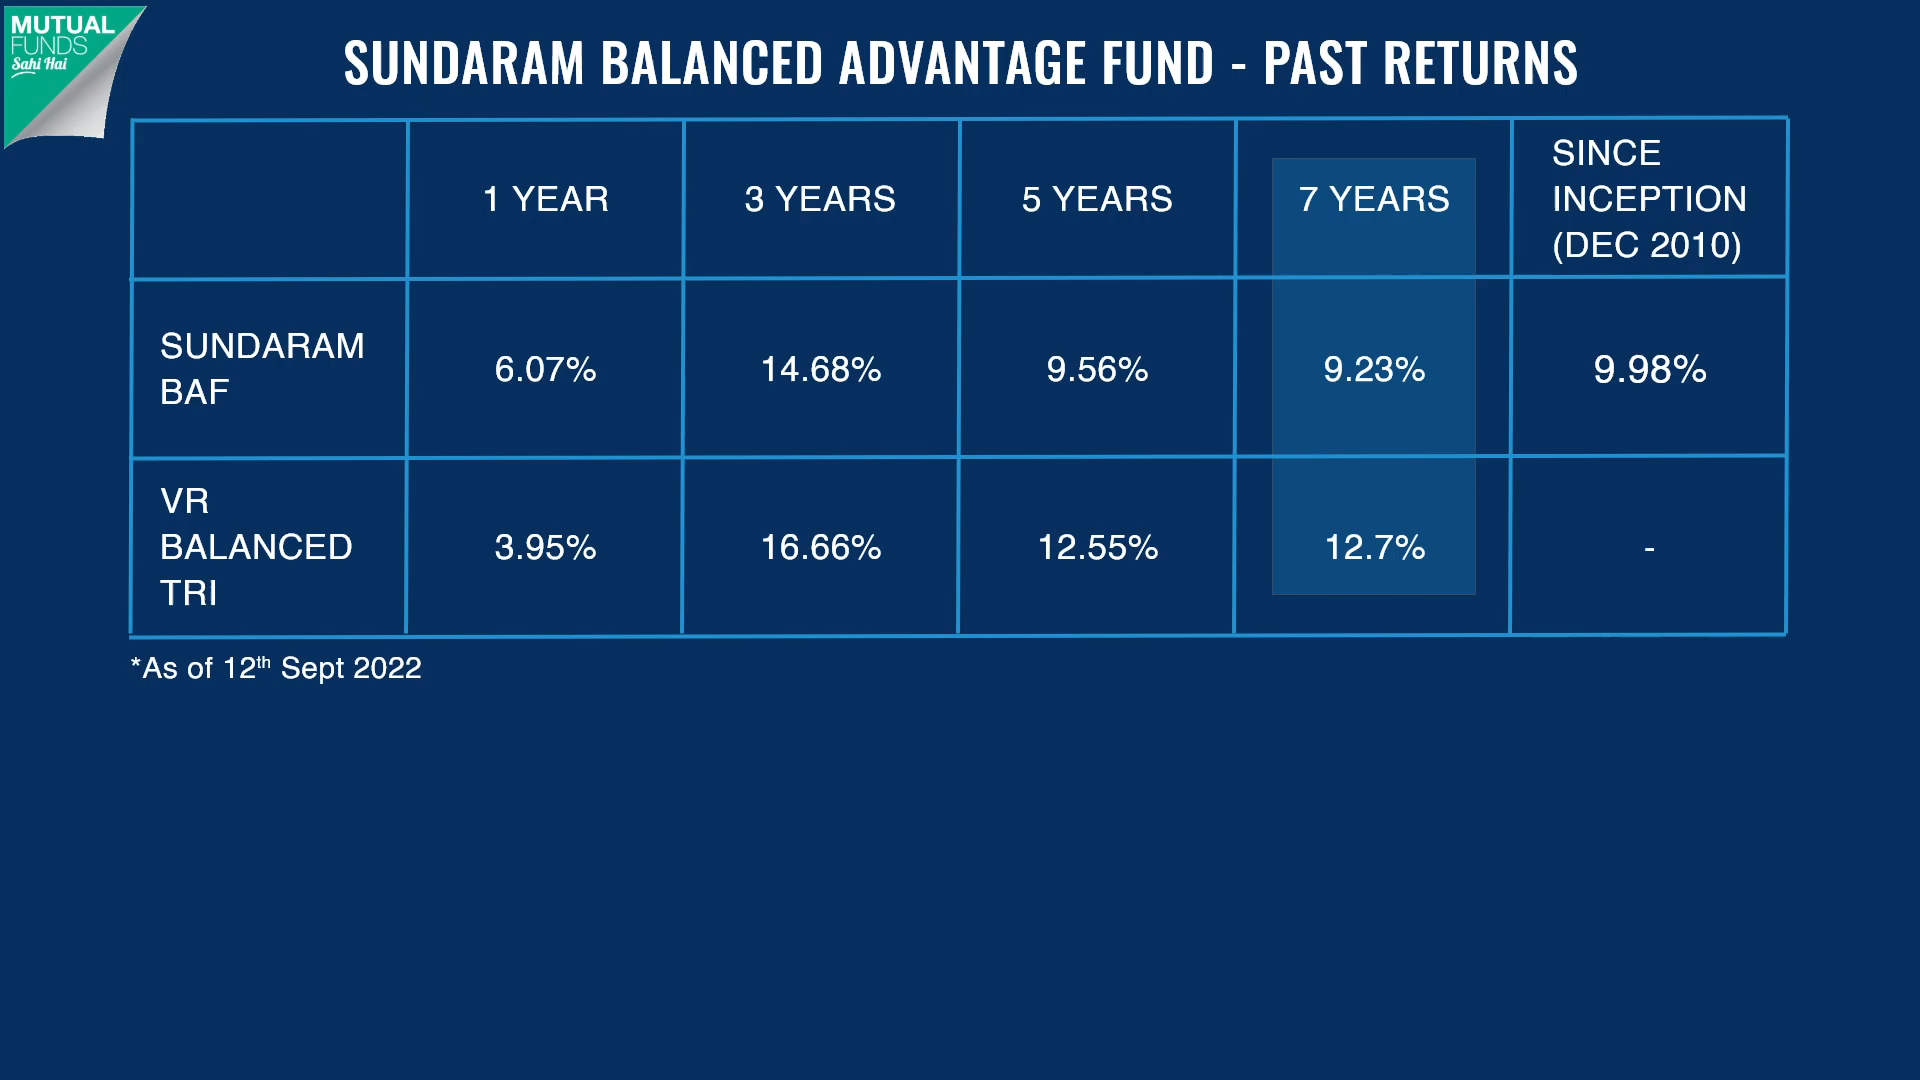 MUTUAL
FUNDS
Sahi Hai
SUNDARAM BALANCED ADVANTAGE FUND - PAST RETURNS
1 YEAR
3 YEARS
5 YEARS
7 YEARS
SINCE
INCEPTION
(DEC 2010)
SUNDARAM
BAF
6.07%
14.68%
9.56%
9.23%
9.98%
VR
BALANCED
TRI
3.95%
16.66%
12.55%
12.7%
-
*As of 12th Sept 2022